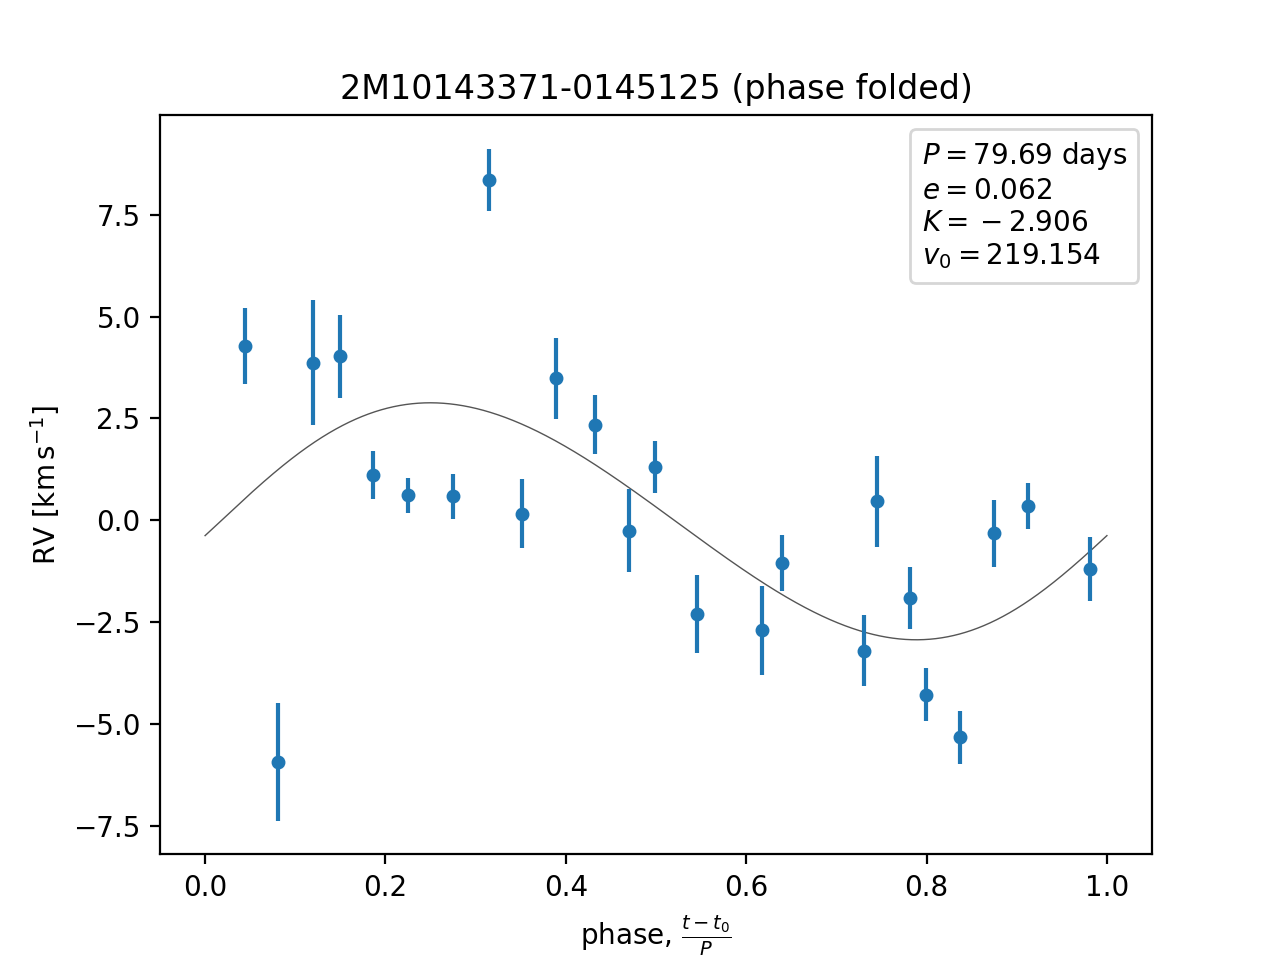 2M10143371-0145125 (phase folded)
P = 79.69 days
e = 0.062
K = −2.906
v₀ = 219.154
RV [km s⁻¹]
7.5
5.0
2.5
0.0
−2.5
−5.0
−7.5
0.0 0.2 0.4 0.6 0.8 1.0
phase, (t − t₀)/P